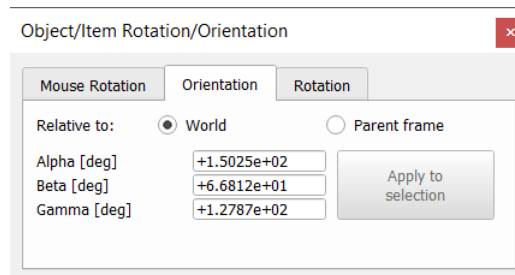 Object/Item Rotation/Orientation
Mouse Rotation Orientation Rotation
Relative to: World Parent frame
Alpha [deg] +1.5025e+02
Beta [deg] +6.6812e+01
Gamma [deg] +1.2787e+02
Apply to
selection